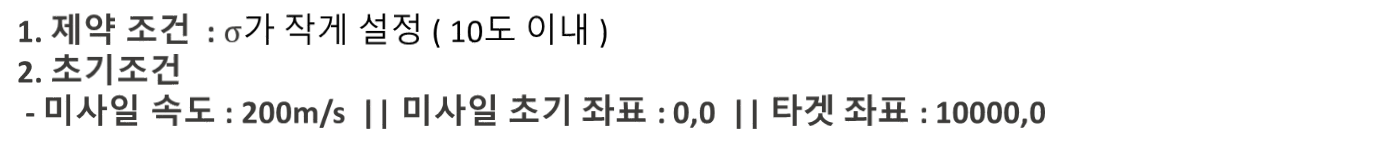 1. 제약 조건 : σ가 작게 설정 ( 10도 이내 )
2. 초기조건
- 미사일 속도 : 200m/s || 미사일 초기 좌표 : 0,0 || 타겟 좌표 : 10000,0